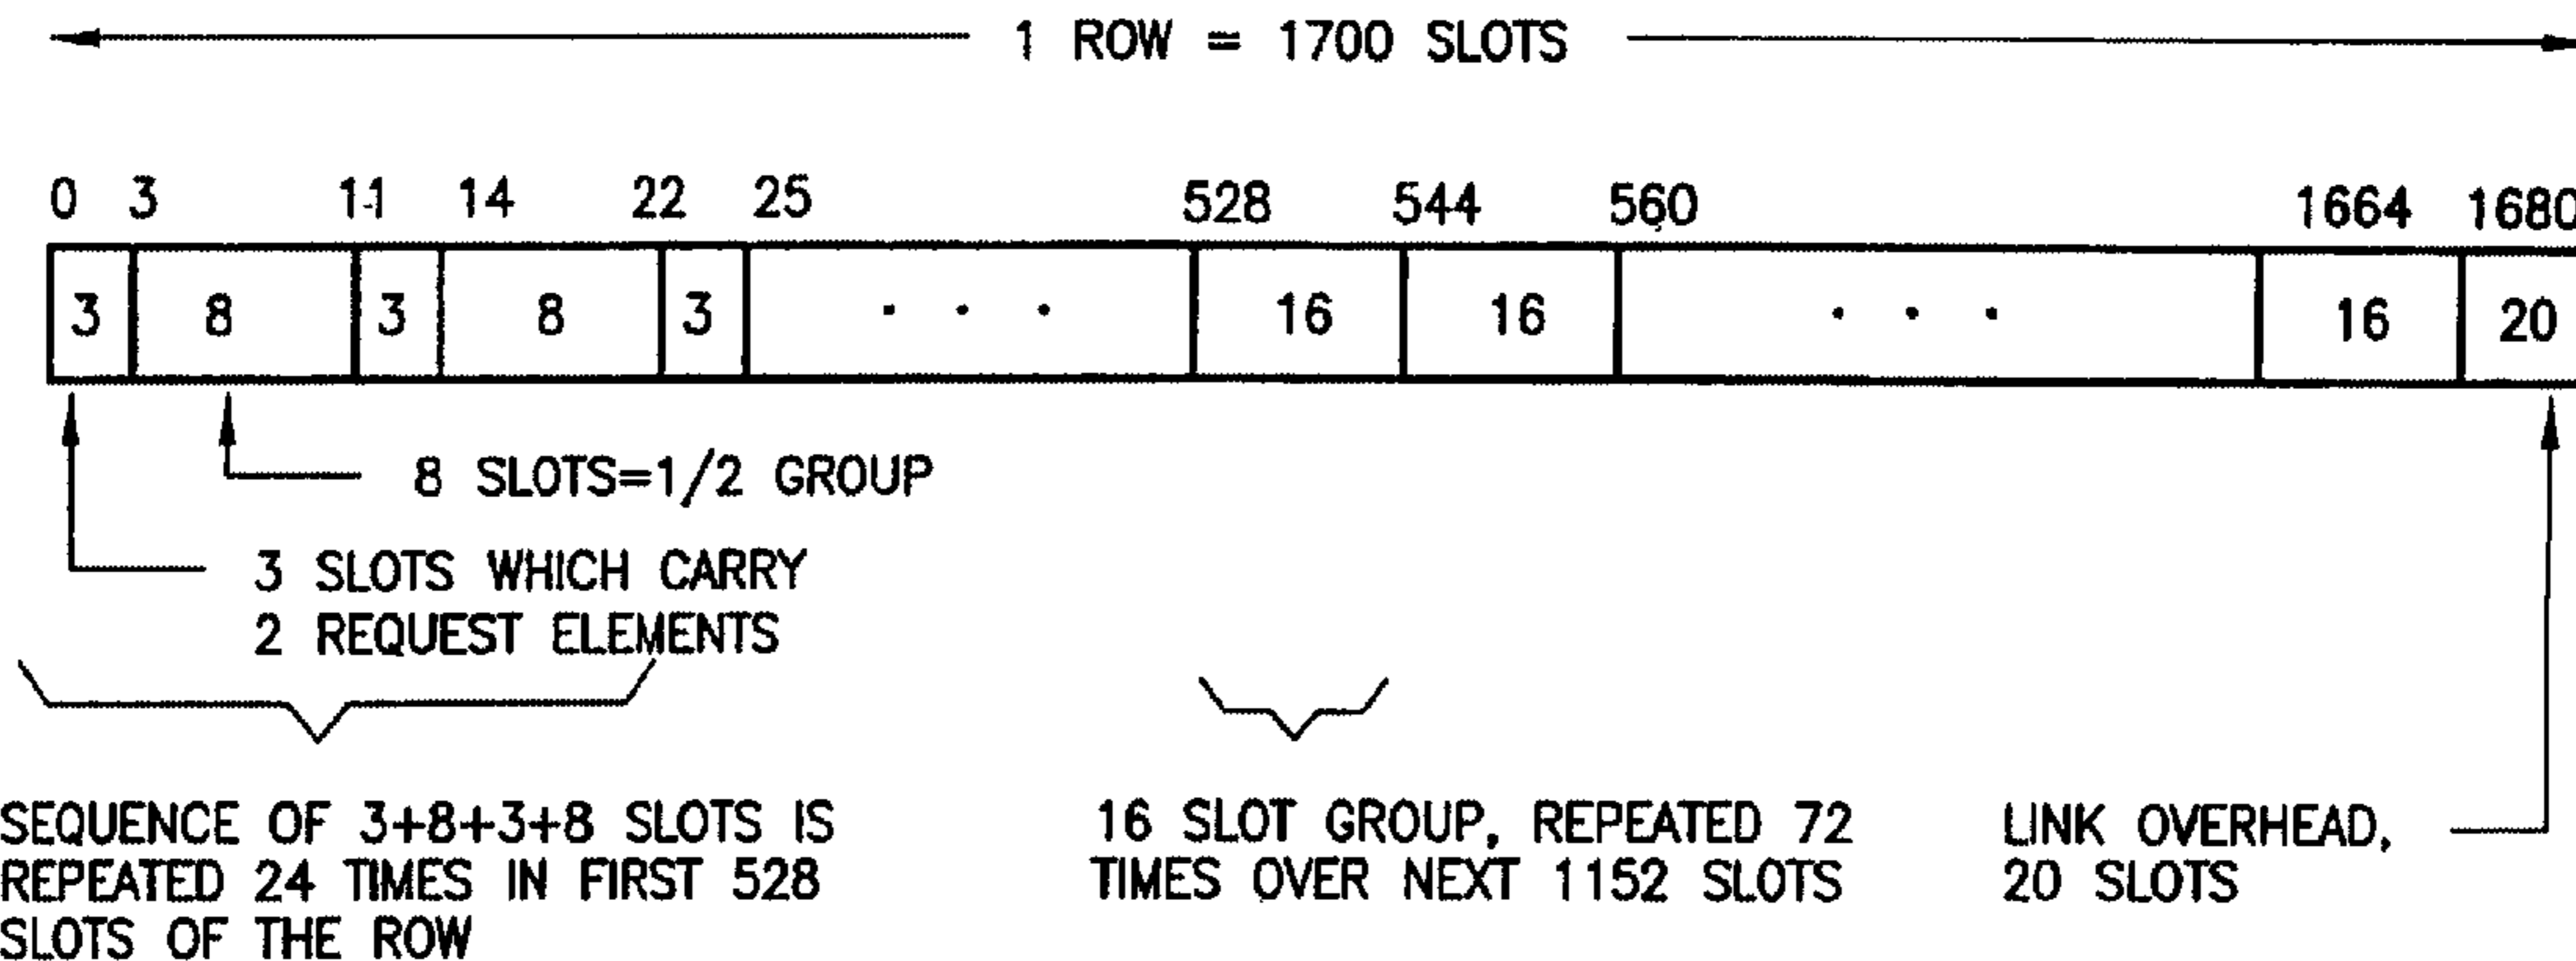 1 ROW = 1700 SLOTS
0 3 11 14 22 25 528 544 560 1664 1680
3 8 3 8 3 . . . 16 16 . . . 16 20
8 SLOTS=1/2 GROUP
3 SLOTS WHICH CARRY
2 REQUEST ELEMENTS
SEQUENCE OF 3+8+3+8 SLOTS IS
REPEATED 24 TIMES IN FIRST 528
SLOTS OF THE ROW
16 SLOT GROUP, REPEATED 72
TIMES OVER NEXT 1152 SLOTS
LINK OVERHEAD,
20 SLOTS